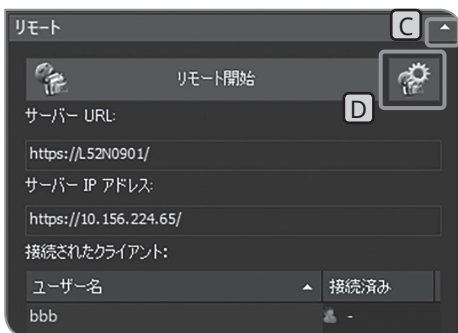 リモート
C
リモート開始
D
サーバー URL:
https://L52N0901/
サーバー IP アドレス:
https://10.156.224.65/
接続されたクライアント:
ユーザー名 接続済み
bbb -